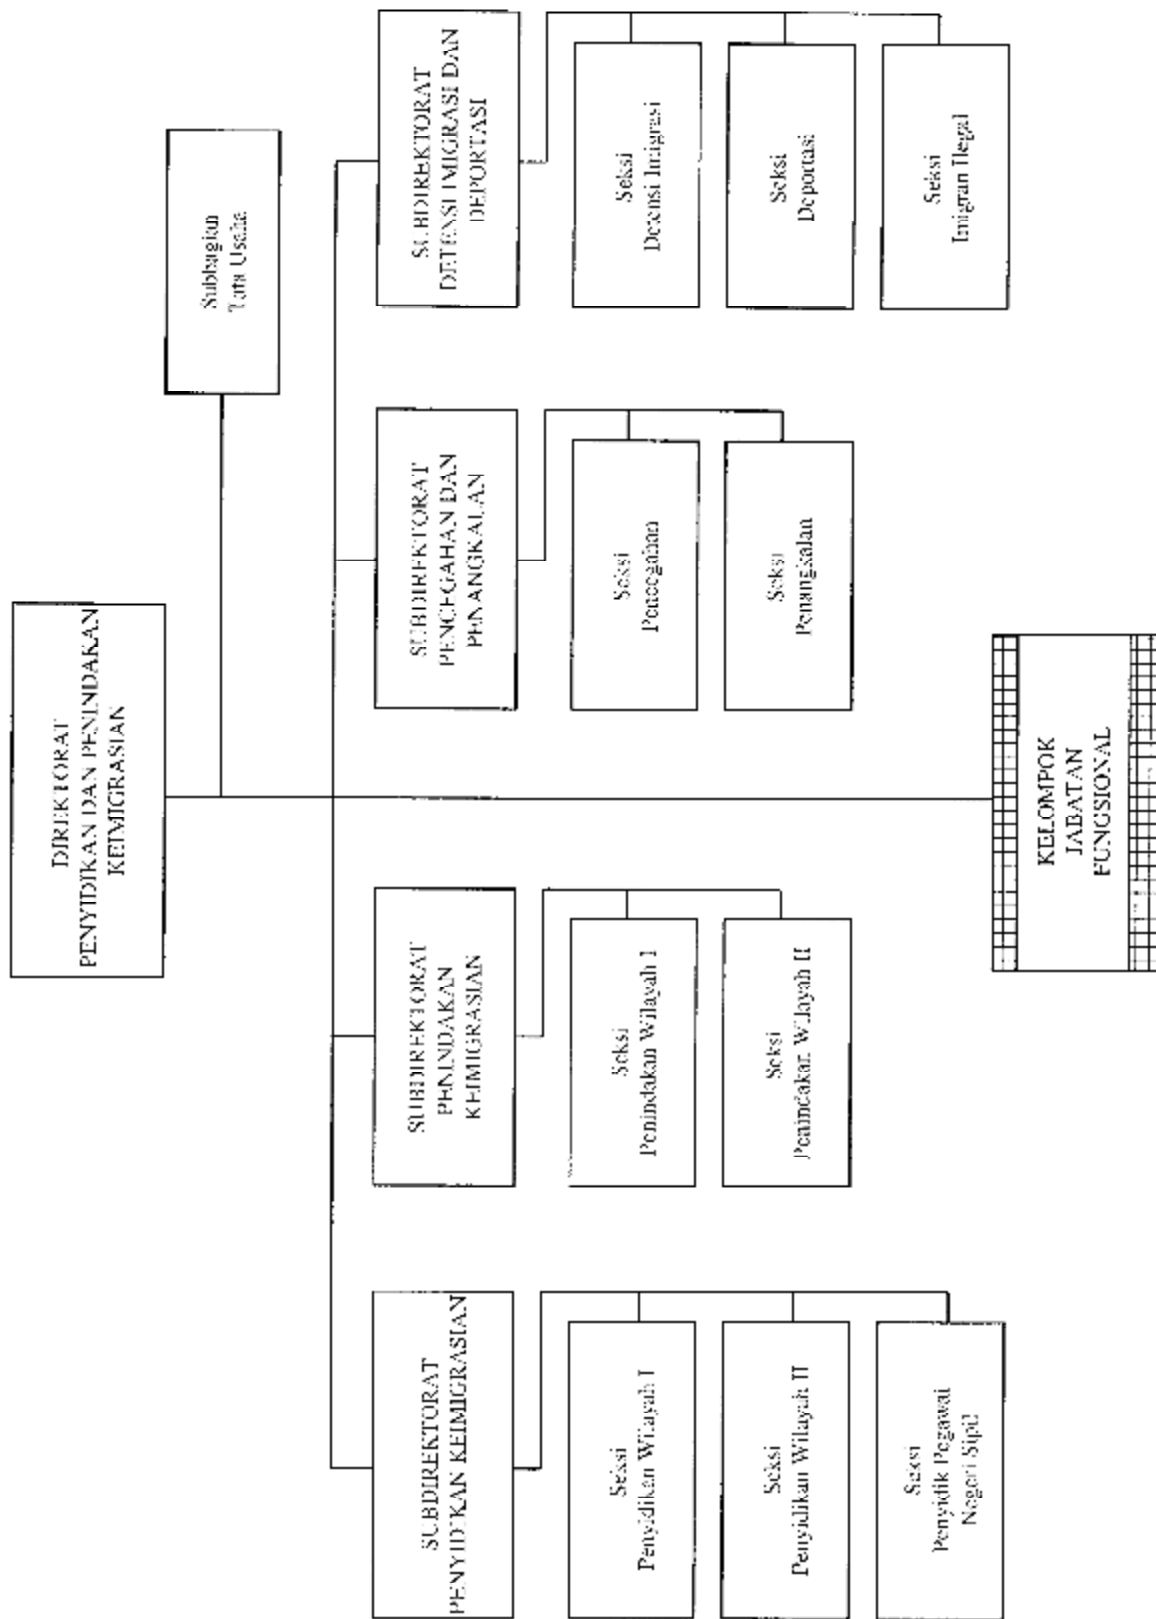 DIREKTORAT
PENYIDIKAN DAN PENINDAKAN
KEIMIGRASIAN
Subbagian
Tata Usaha
SUBDIREKTORAT
PENYIDIKAN KEIMIGRASIAN
Seksi
Penyidikan Wilayah I
Seksi
Penyidikan Wilayah II
Seksi
Penyidik Pegawai
Negeri Sipil
SUBDIREKTORAT
PENINDAKAN
KEIMIGRASIAN
Seksi
Penindakan Wilayah I
Seksi
Penindakan Wilayah II
SUBDIREKTORAT
PENCEGAHAN DAN
PENANGKALAN
Seksi
Pencegahan
Seksi
Penangkalan
SUBDIREKTORAT
DETENSI IMIGRASI DAN
DEPORTASI
Seksi
Detensi Imigrasi
Seksi
Deportasi
Seksi
Imigran Ilegal
KELOMPOK
JABATAN
FUNGSIONAL